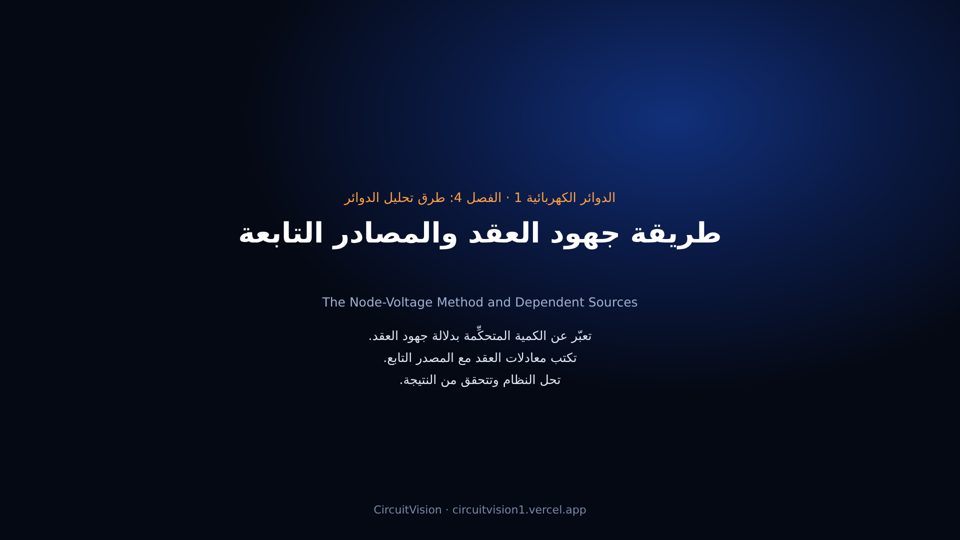 الدوائر الكهربائية 1 · الفصل 4: طرق تحليل الدوائر
طريقة جهود العقد والمصادر التابعة
The Node-Voltage Method and Dependent Sources
تعبّر عن الكمية المتحكِّمة بدلالة جهود العقد.
تكتب معادلات العقد مع المصدر التابع.
تحل النظام وتتحقق من النتيجة.
CircuitVision · circuitvision1.vercel.app